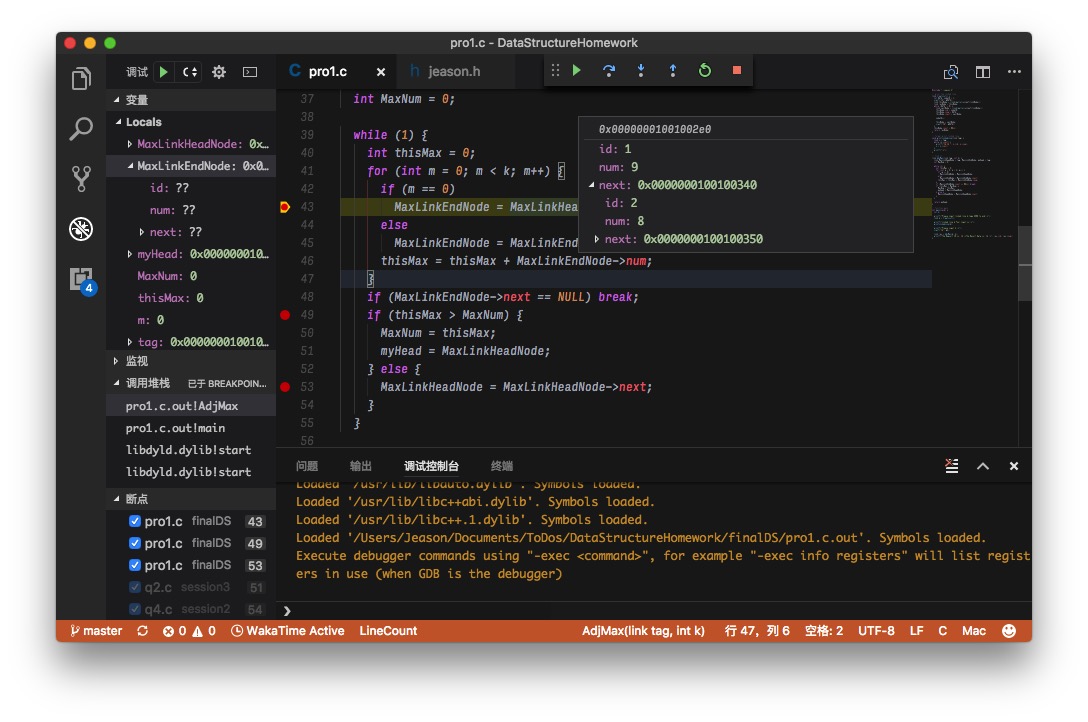 pro1.c - DataStructureHomework
调试
pro1.c
jeason.h
变量
Locals
MaxLinkHeadNode: 0x…
MaxLinkEndNode: 0x0…
id: ??
num: ??
next: ??
myHead: 0x000000010…
MaxNum: 0
thisMax: 0
m: 0
tag: 0x000000010010…
监视
调用堆栈 已于 BREAKPOIN…
pro1.c.out!AdjMax
pro1.c.out!main
libdyld.dylib!start
libdyld.dylib!start
断点
pro1.c finalDS 43
pro1.c finalDS 49
pro1.c finalDS 53
q2.c session3 51
q4.c session2 54
4
37 int MaxNum = 0;
38
39 while (1) {
40 int thisMax = 0;
41 for (int m = 0; m < k; m++) {
42 if (m == 0)
43 MaxLinkEndNode = MaxLinkHea
44 else
45 MaxLinkEndNode = MaxLinkEnd
46 thisMax = thisMax + MaxLinkEndNode->num;
47 }
48 if (MaxLinkEndNode->next == NULL) break;
49 if (thisMax > MaxNum) {
50 MaxNum = thisMax;
51 myHead = MaxLinkHeadNode;
52 } else {
53 MaxLinkHeadNode = MaxLinkHeadNode->next;
54 }
55 }
56
0x00000001001002e0
id: 1
num: 9
next: 0x0000000100100340
id: 2
num: 8
next: 0x0000000100100350
问题 输出 调试控制台 终端
Loaded '/usr/lib/libauto.dylib'. Symbols loaded.
Loaded '/usr/lib/libc++abi.dylib'. Symbols loaded.
Loaded '/usr/lib/libc++.1.dylib'. Symbols loaded.
Loaded '/Users/Jeason/Documents/ToDos/DataStructureHomework/finalDS/pro1.c.out'. Symbols loaded.
Execute debugger commands using "-exec <command>", for example "-exec info registers" will list regist
ers in use (when GDB is the debugger)
master 0 0 WakaTime Active LineCount AdjMax(link tag, int k) 行 47，列 6 空格: 2 UTF-8 LF C Mac